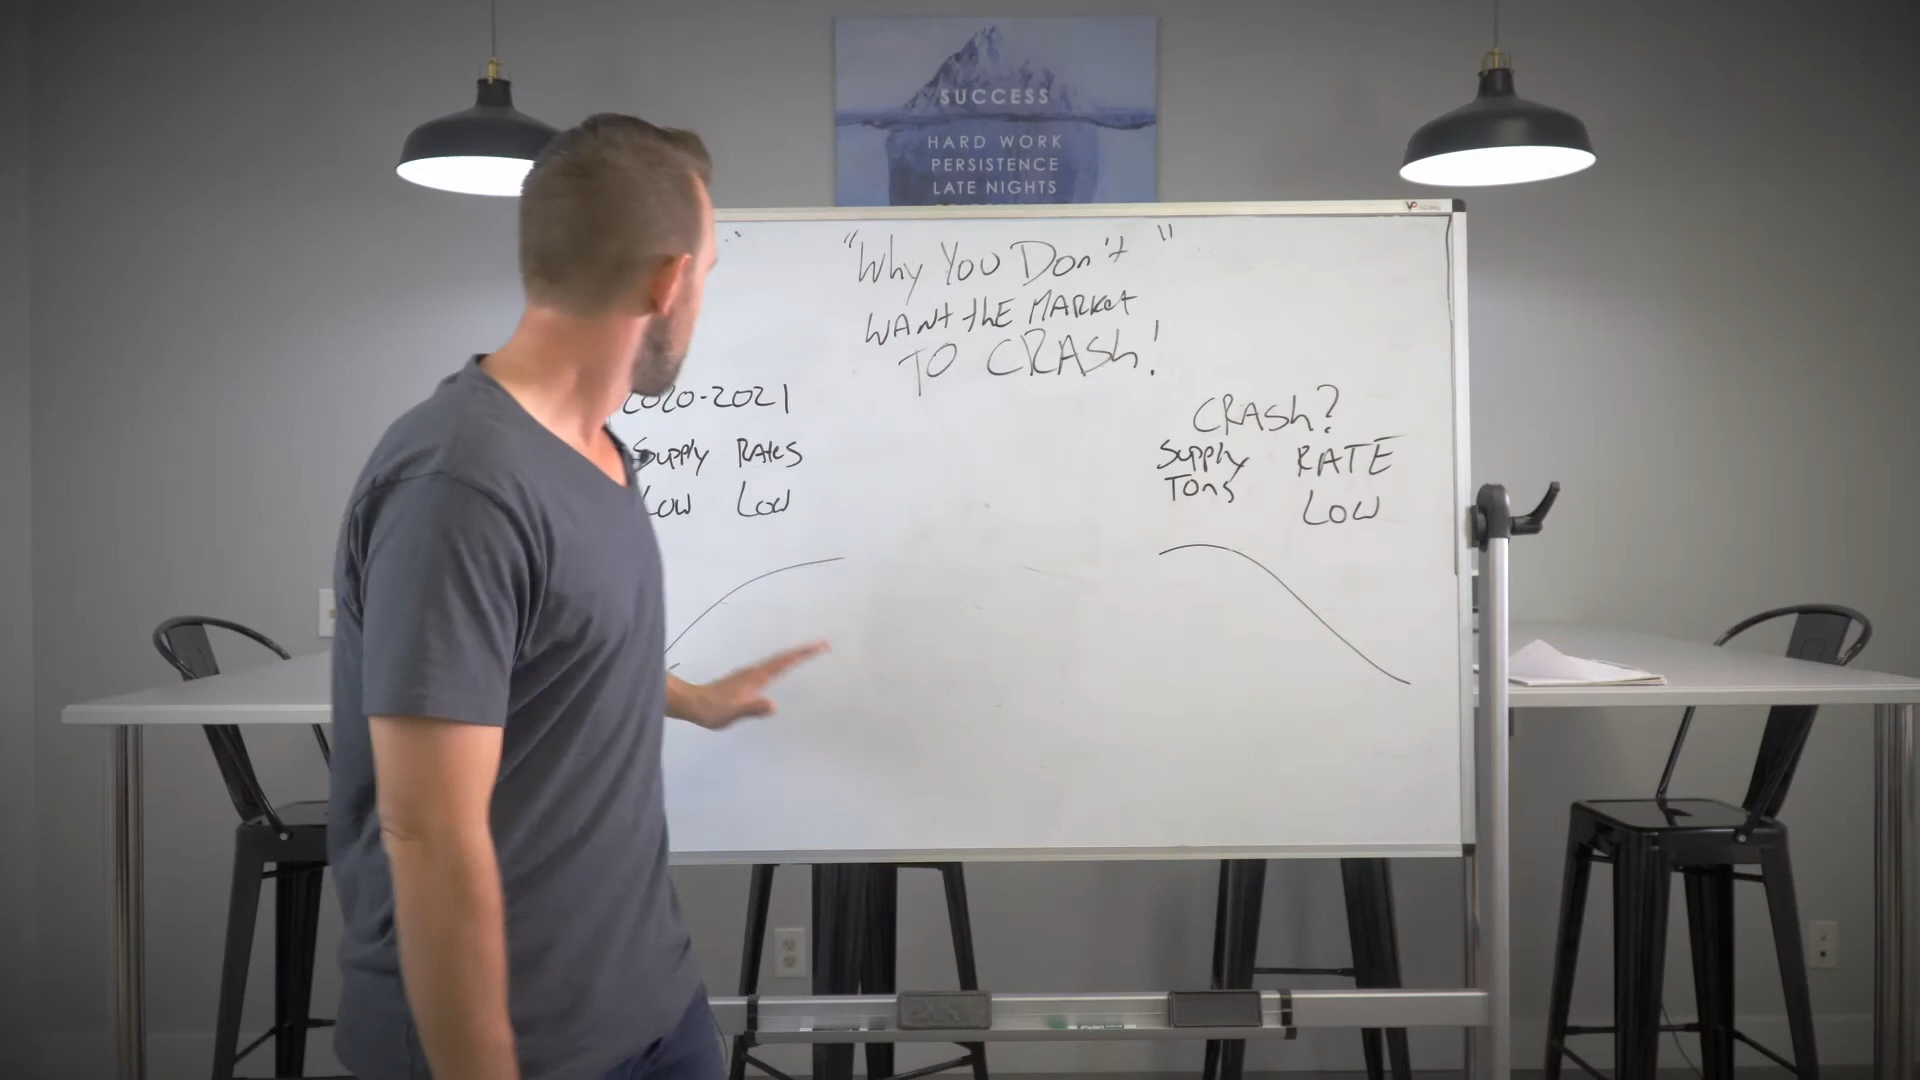 SUCCESS
HARD WORK
PERSISTENCE
LATE NIGHTS
"Why You Don't"
WANT tHE MARKet
TO CRASh!
2020-2021
Supply Rates
Low Low
CRASh?
Supply RATE
Tons LOW